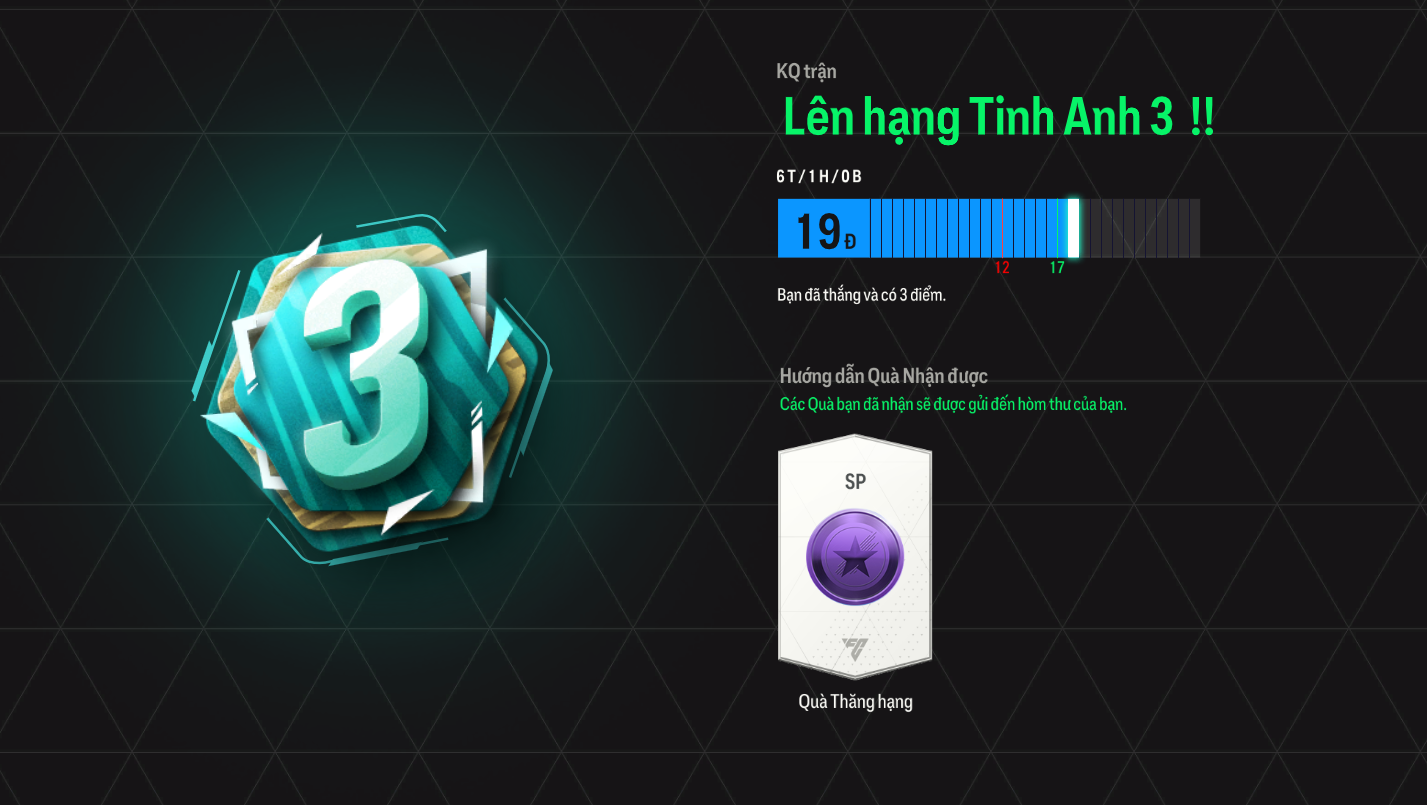 KQ trận
Lên hạng Tinh Anh 3 !!
6T/1H/0B
19Đ
12 17
Bạn đã thắng và có 3 điểm.
3
Hướng dẫn Quà Nhận được
Các Quà bạn đã nhận sẽ được gửi đến hòm thư của bạn.
SP
FC
Quà Thăng hạng